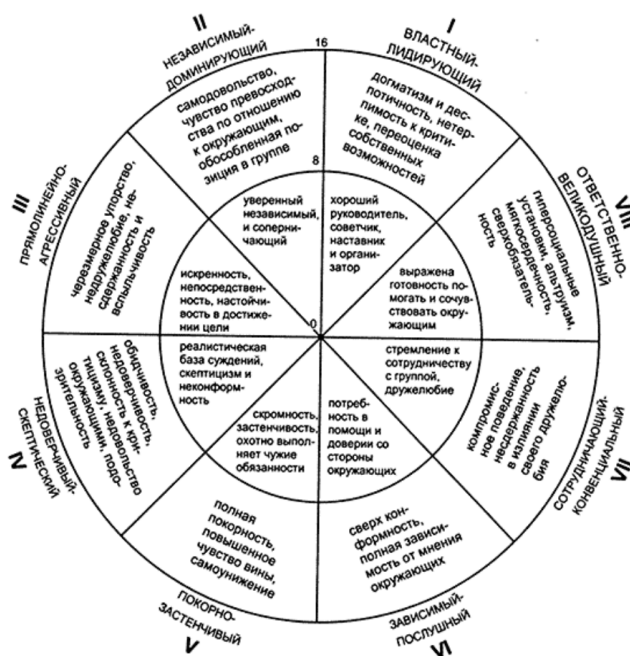 I
ВЛАСТНЫЙ-
ЛИДИРУЮЩИЙ
догматизм и дес-
потичность, нетер-
пимость к крити-
ке, переоценка
собственных
возможностей
хороший
руководитель,
советчик,
наставник
и органи-
затор
II
НЕЗАВИСИМЫЙ-
ДОМИНИРУЮЩИЙ
самодовольство,
чувство превосход-
ства по отношению
к окружающим,
обособленная по-
зиция в группе
уверенный
независимый,
и соперни-
чающий
III
ПРЯМОЛИНЕЙНО-
АГРЕССИВНЫЙ
черезмерное упорство,
недружелюбие, не-
сдержанность и
вспыльчивость
искренность,
непосредствен-
ность, настойчи-
вость в достиже-
нии цели
IV
НЕДОВЕРЧИВЫЙ-
СКЕПТИЧЕСКИЙ
обидчивость,
недоверчивость,
склонность к кри-
тицизму, недовольство
окружающими, подо-
зрительность
реалистическая
база суждений,
скептицизм и
неконформ-
ность
V
ПОКОРНО-
ЗАСТЕНЧИВЫЙ
полная
покорность,
повышенное
чувство вины,
самоунижение
скромность,
застенчивость,
охотно выпол-
няет чужие
обязанности
VI
ЗАВИСИМЫЙ-
ПОСЛУШНЫЙ
сверх кон-
формность,
полная зависи-
мость от мнения
окружающих
потреб-
ность в
помощи и
доверии со
стороны
окружающих
VII
СОТРУДНИЧАЮЩИЙ-
КОНВЕНЦИАЛЬНЫЙ
компромис-
сное поведение,
несдержанность
в излиянии
своего дружелю-
бия
стремление к
сотрудничеству
с группой,
дружелюбие
VIII
ОТВЕТСТВЕННО-
ВЕЛИКОДУШНЫЙ
гиперсоциальные
установки, альтруизм,
мягкосердечность,
сверхобязатель-
ность
выражена
готовность по-
могать и сочув-
ствовать окру-
жающим
16
8
0